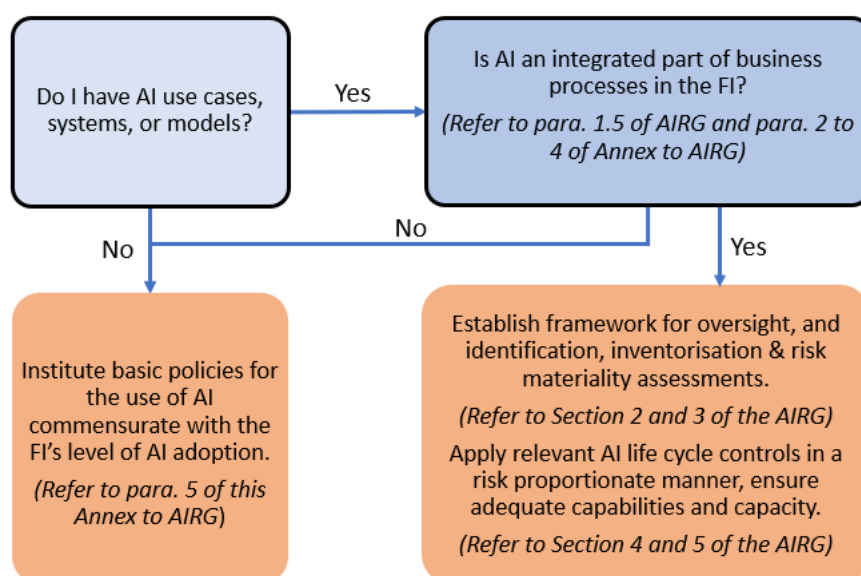 Do I have AI use cases,
systems, or models?
Yes
Is AI an integrated part of business
processes in the FI?
(Refer to para. 1.5 of AIRG and para. 2 to
4 of Annex to AIRG)
No
No
Yes
Institute basic policies for
the use of AI
commensurate with the
FI's level of AI adoption.
(Refer to para. 5 of this
Annex to AIRG)
Establish framework for oversight, and
identification, inventorisation & risk
materiality assessments.
(Refer to Section 2 and 3 of the AIRG)
Apply relevant AI life cycle controls in a
risk proportionate manner, ensure
adequate capabilities and capacity.
(Refer to Section 4 and 5 of the AIRG)